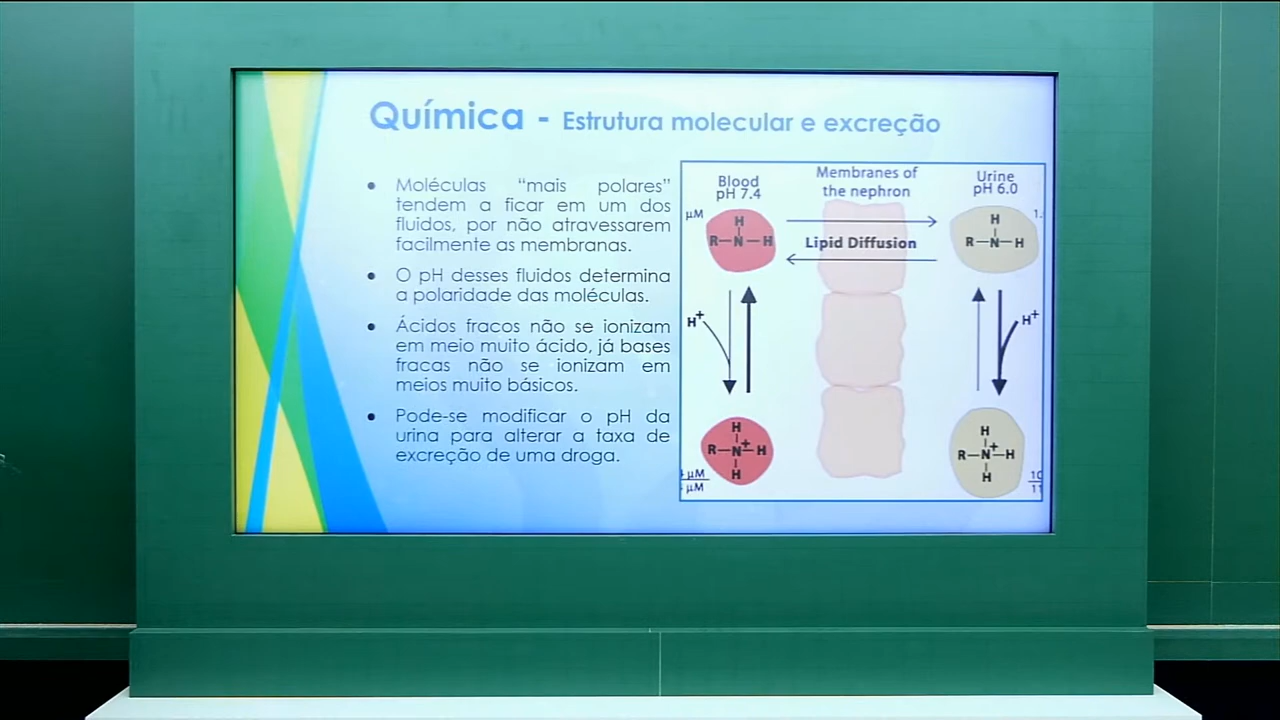 Química - Estrutura molecular e excreção
• Moléculas “mais polares”
tendem a ficar em um dos
fluidos, por não atravessarem
facilmente as membranas.
• O pH desses fluidos determina
a polaridade das moléculas.
• Ácidos fracos não se ionizam
em meio muito ácido, já bases
fracas não se ionizam em
meios muito básicos.
• Pode-se modificar o pH da
urina para alterar a taxa de
excreção de uma droga.
Blood
pH 7.4
Membranes of
the nephron
Urine
pH 6.0
µM
H
R—N—H
Lipid Diffusion
H
R—N—H
1.
H+
H+
H
R—N+—H
H
H
R—N+—H
H
µM
µM
10
11